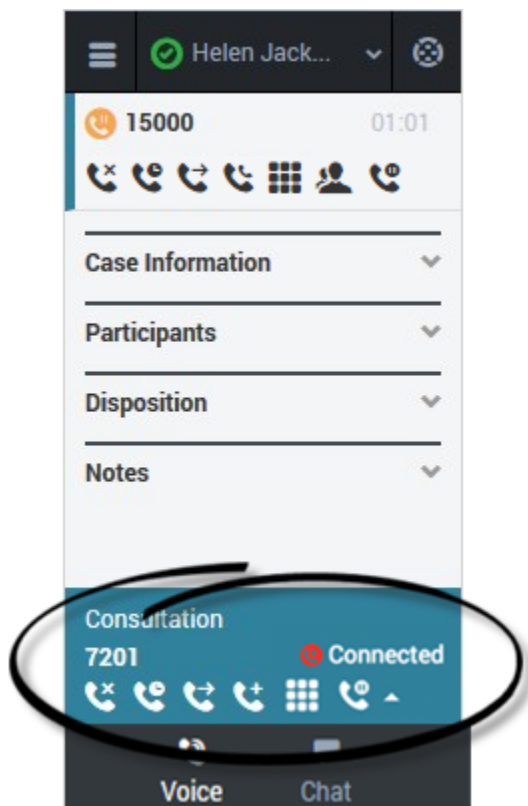 Helen Jack...
15000 01:01
Case Information
Participants
Disposition
Notes
Consultation
7201 Connected
Voice Chat